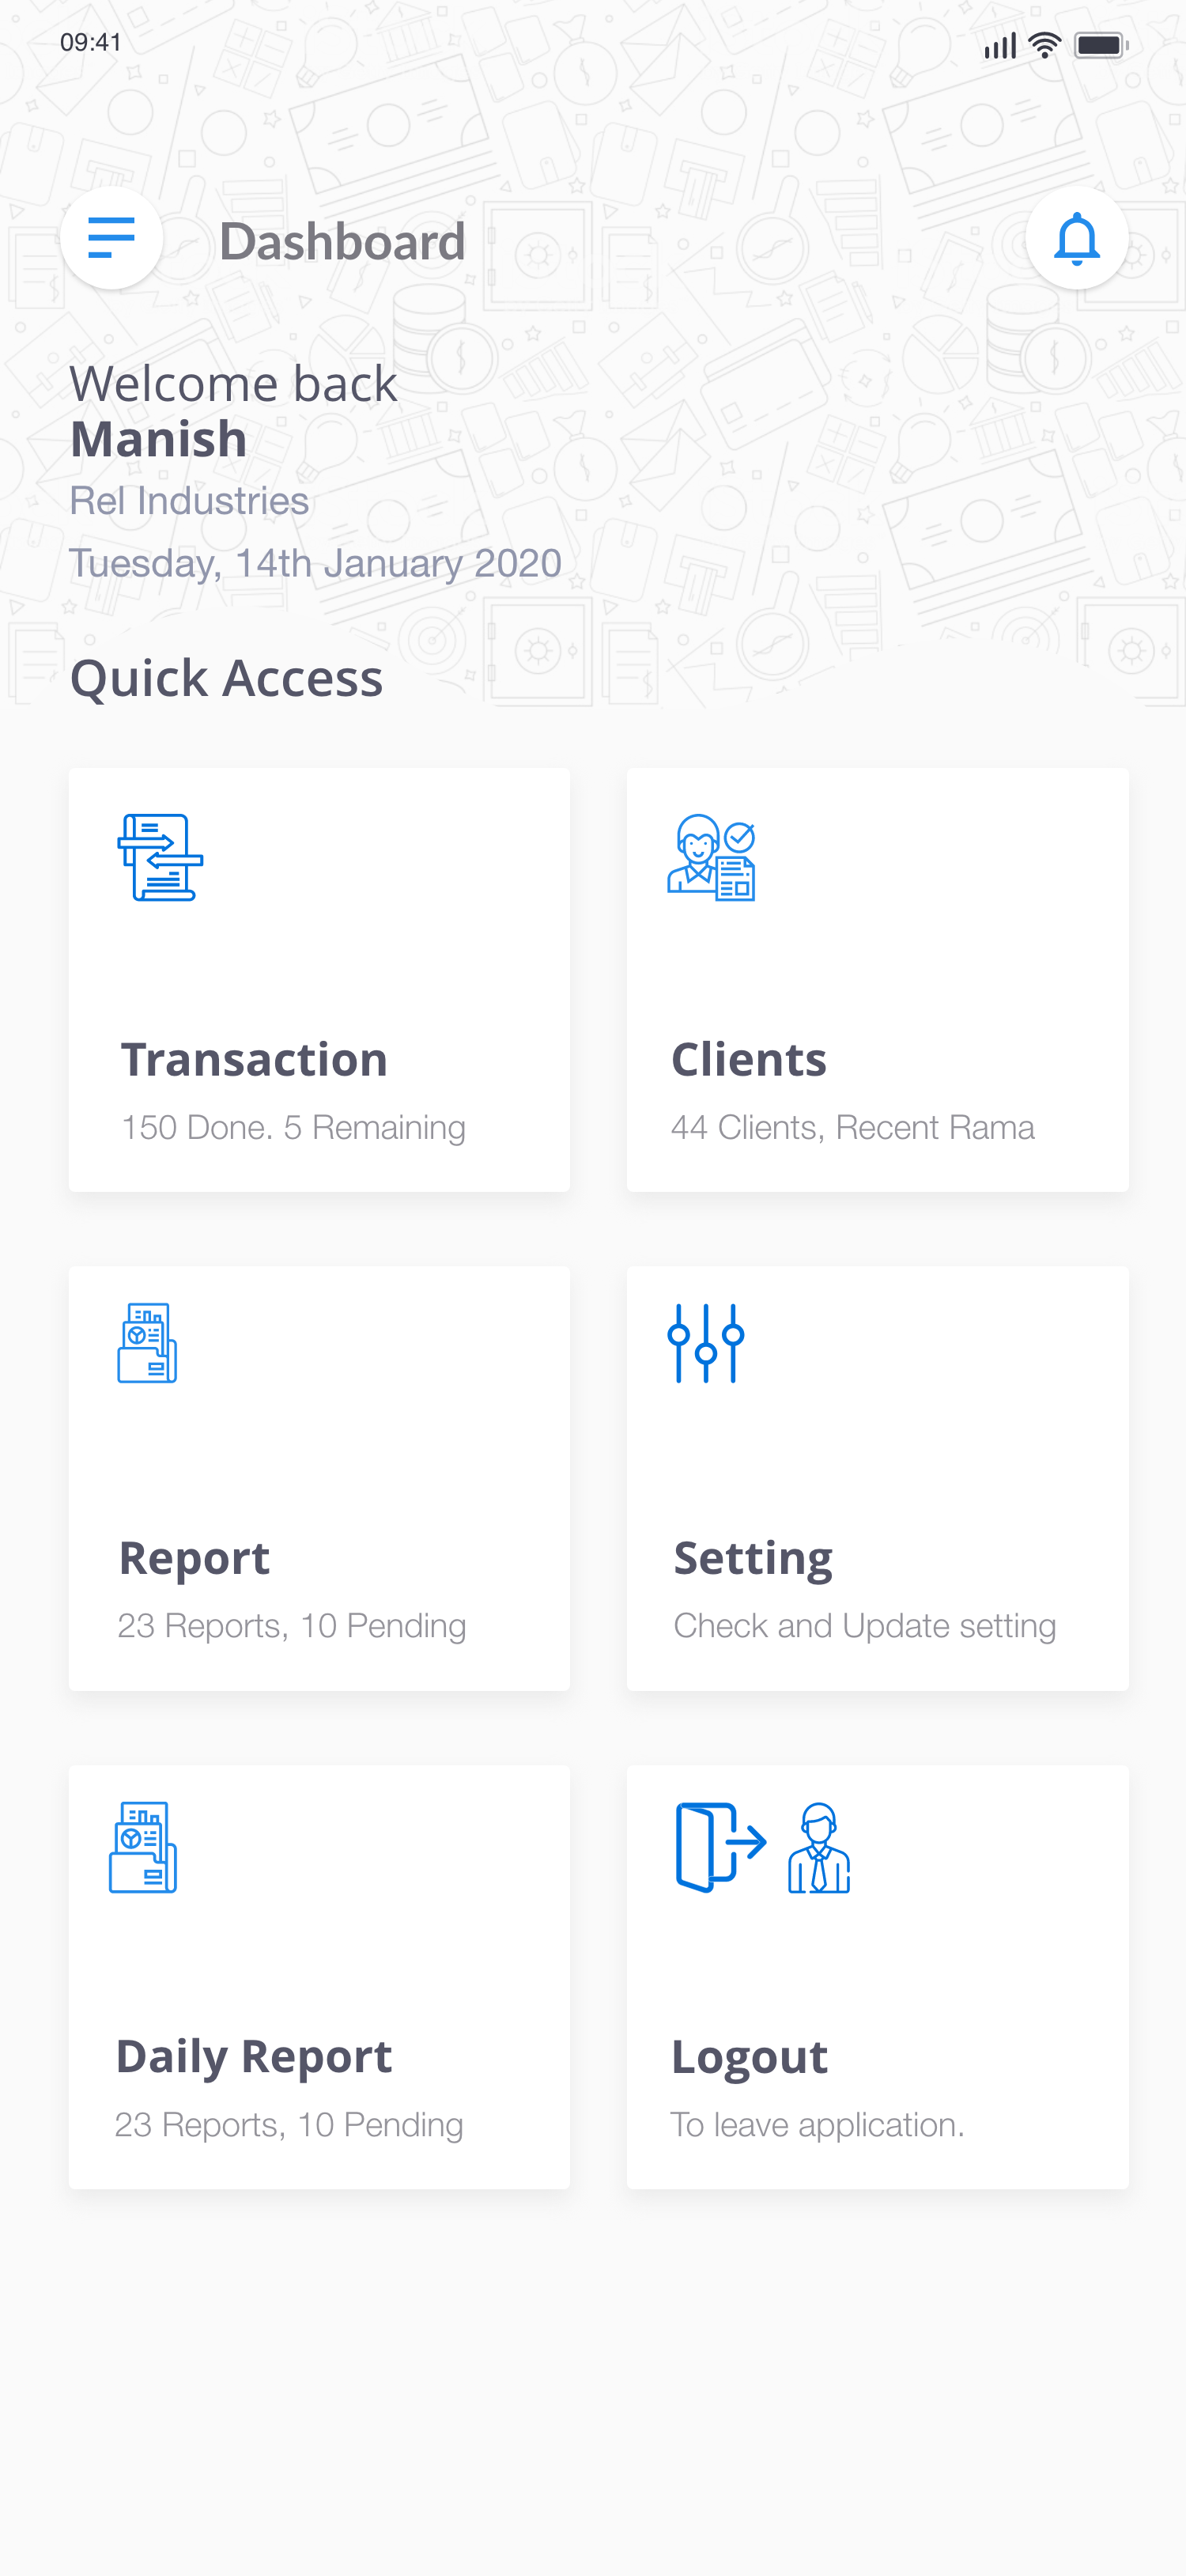 09:41
Dashboard
Welcome back
Manish
Rel Industries
Tuesday, 14th January 2020
Quick Access
Transaction
150 Done. 5 Remaining
Clients
44 Clients, Recent Rama
Report
23 Reports, 10 Pending
Setting
Check and Update setting
Daily Report
23 Reports, 10 Pending
Logout
To leave application.